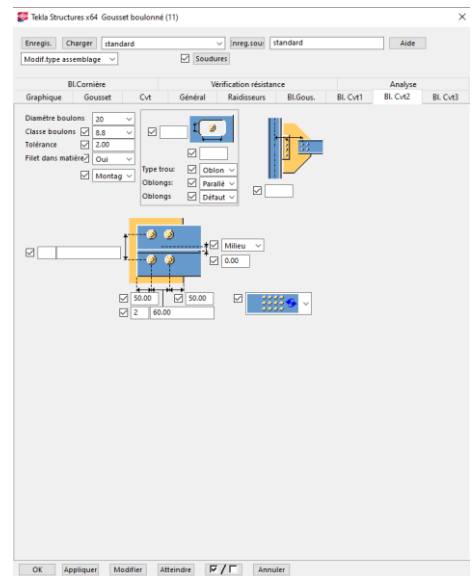 Tekla Structures x64 Gousset boulonné (11)
Enregis. Charger standard Enreg.sous standard Aide
Modif.type assemblage Soudures
Bl.Cornière Vérification résistance Analyse
Graphique Gousset Cvt Général Raidisseurs Bl.Gous. Bl. Cvt1 Bl. Cvt2 Bl. Cvt3
Diamétre boulons 20
Classe boulons 8.8
Tolérance 2.00
Filet dans matière Oui
Montag
Type trou: Oblon
Oblongs: Parallé
Oblongs Défaut
Milieu
0.00
50.00 50.00
2 60.00
OK Appliquer Modifier Atteindre / Annuler